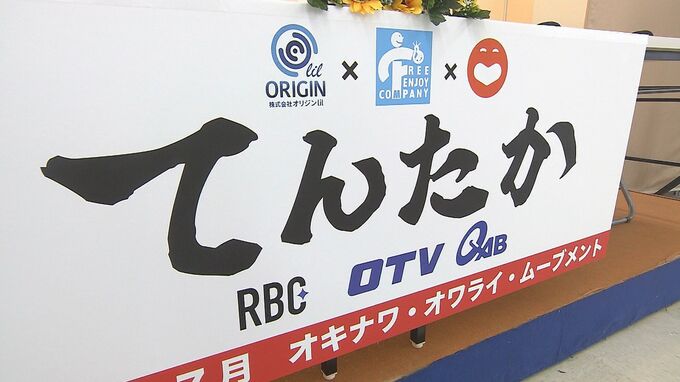 lil
ORIGIN
株式会社オリジンlil
×
FREE
ENJOY
COMPANY
×
てんたか
RBC
OTV
QAB
7月 オキナワ・オワライ・ムーブメント